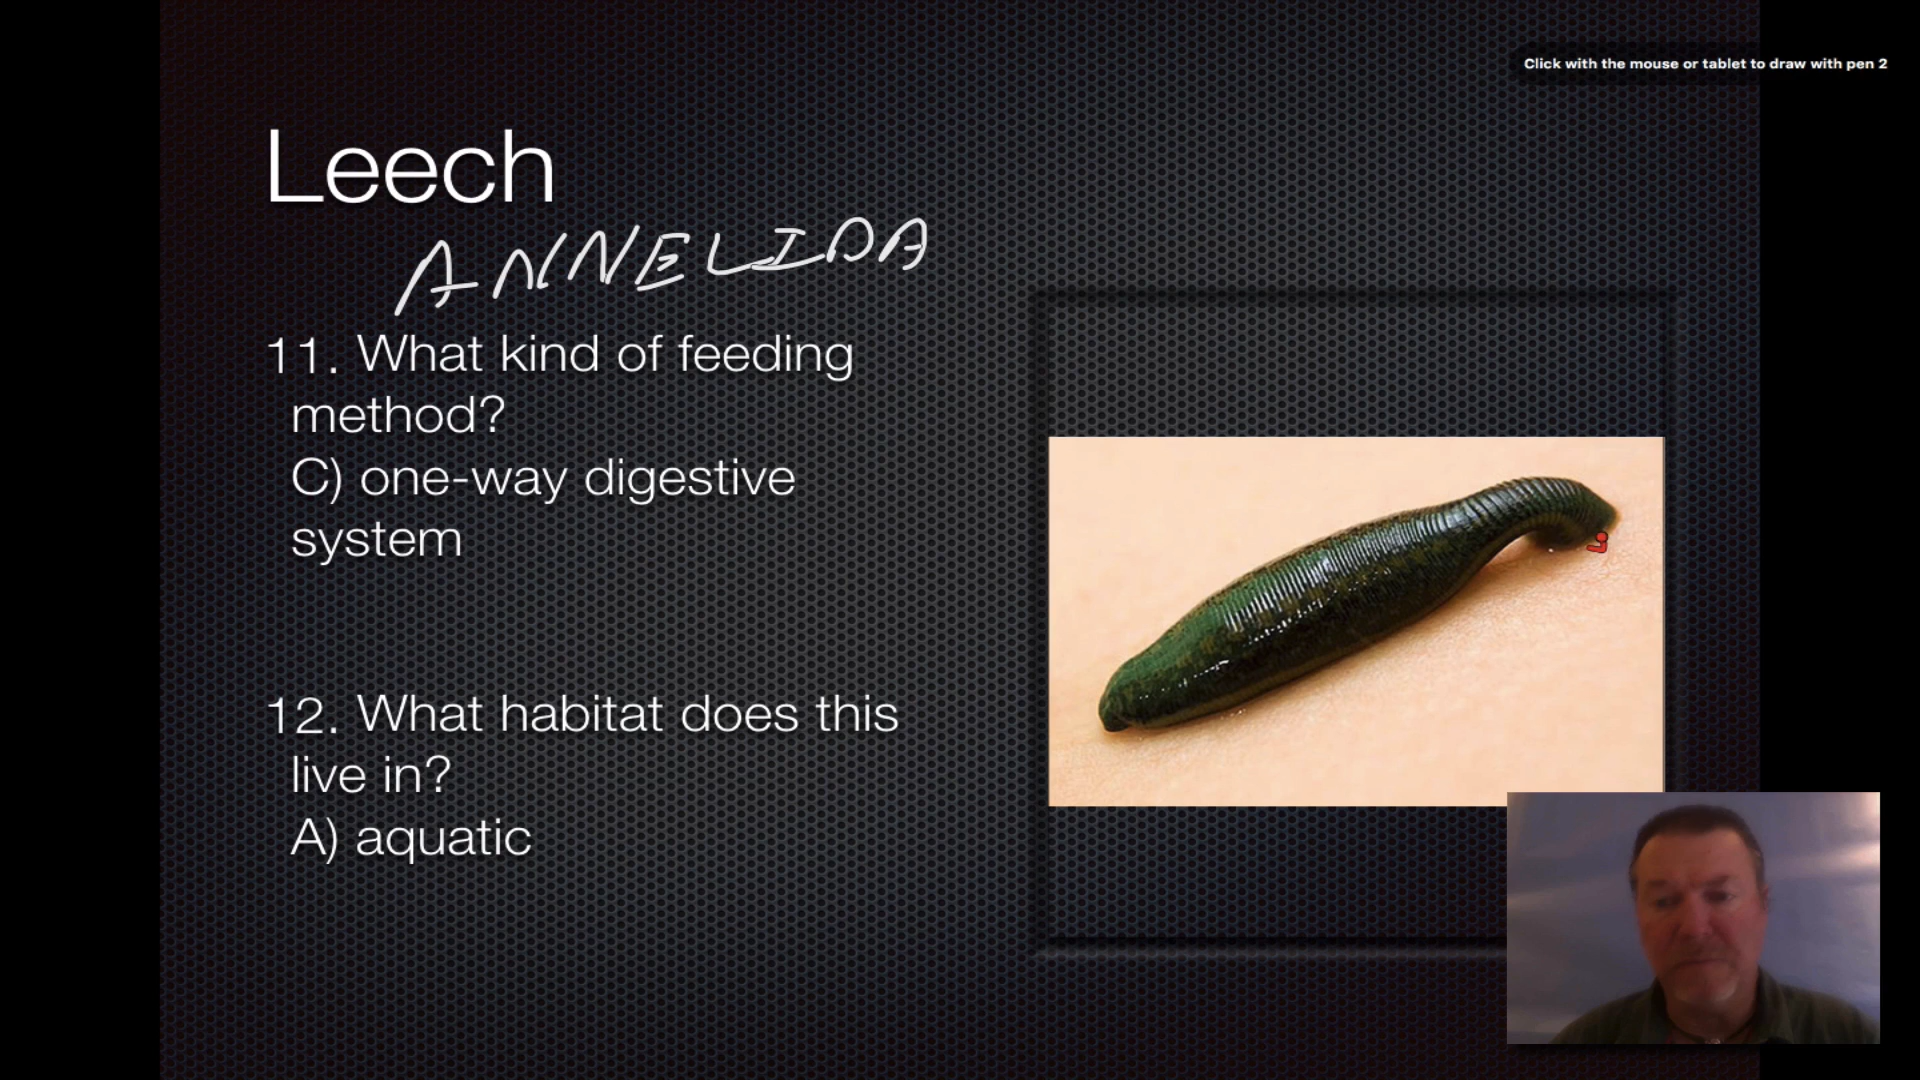 Click with the mouse or tablet to draw with pen 2
Leech
ANNELIDA
11. What kind of feeding
method?
C) one-way digestive
system
12. What habitat does this
live in?
A) aquatic